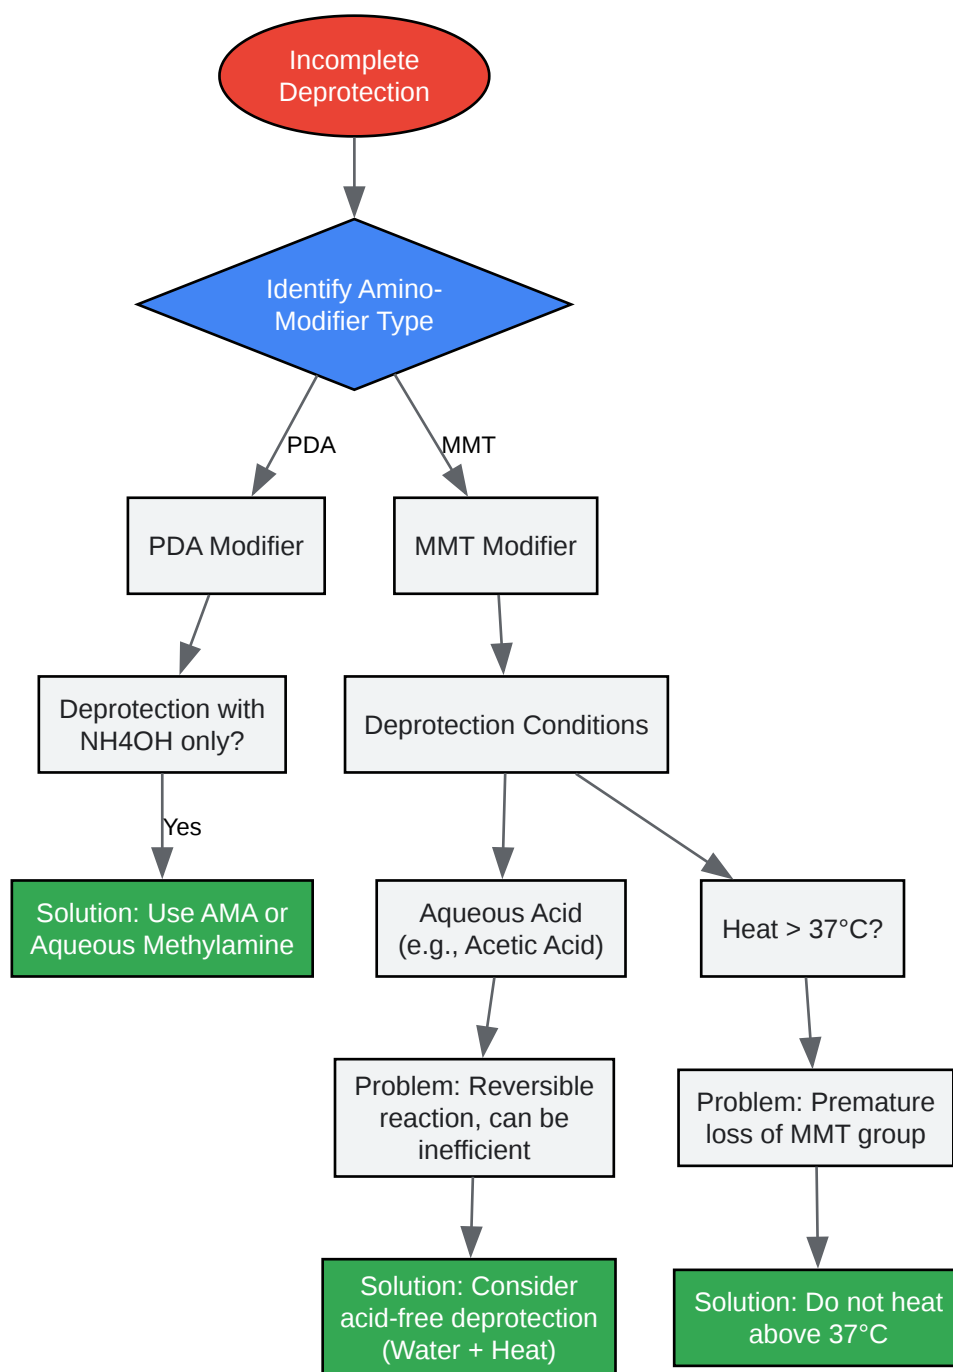 Incomplete
Deprotection
Identify Amino-
Modifier Type
PDA
MMT
PDA Modifier
MMT Modifier
Deprotection with
NH4OH only?
Deprotection Conditions
Yes
Solution: Use AMA or
Aqueous Methylamine
Aqueous Acid
(e.g., Acetic Acid)
Heat > 37°C?
Problem: Reversible
reaction, can be
inefficient
Problem: Premature
loss of MMT group
Solution: Consider
acid-free deprotection
(Water + Heat)
Solution: Do not heat
above 37°C